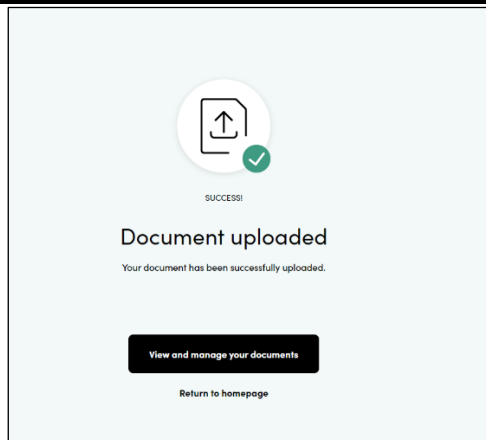 SUCCESS!
Document uploaded
Your document has been successfully uploaded.
View and manage your documents
Return to homepage